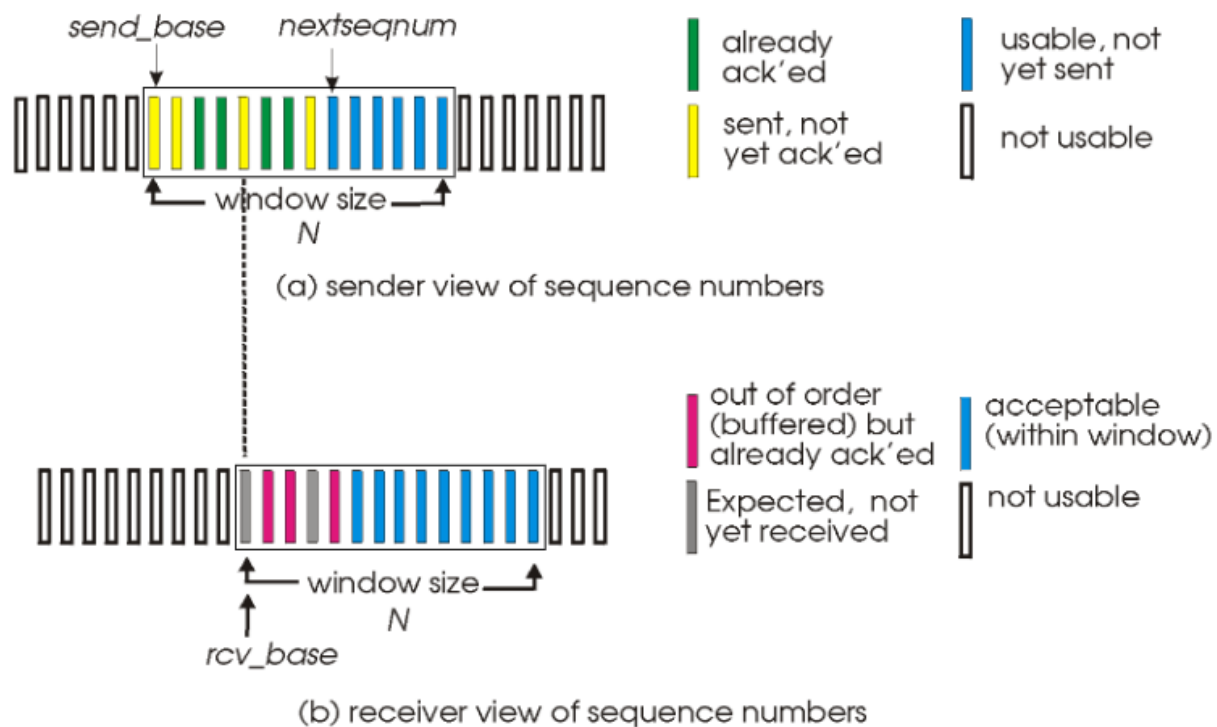 send_base
nextseqnum
already
ack'ed
usable, not
yet sent
sent, not
yet ack'ed
not usable
window size
N
(a) sender view of sequence numbers
out of order
(buffered) but
already ack'ed
acceptable
(within window)
Expected, not
yet received
not usable
window size
N
rcv_base
(b) receiver view of sequence numbers